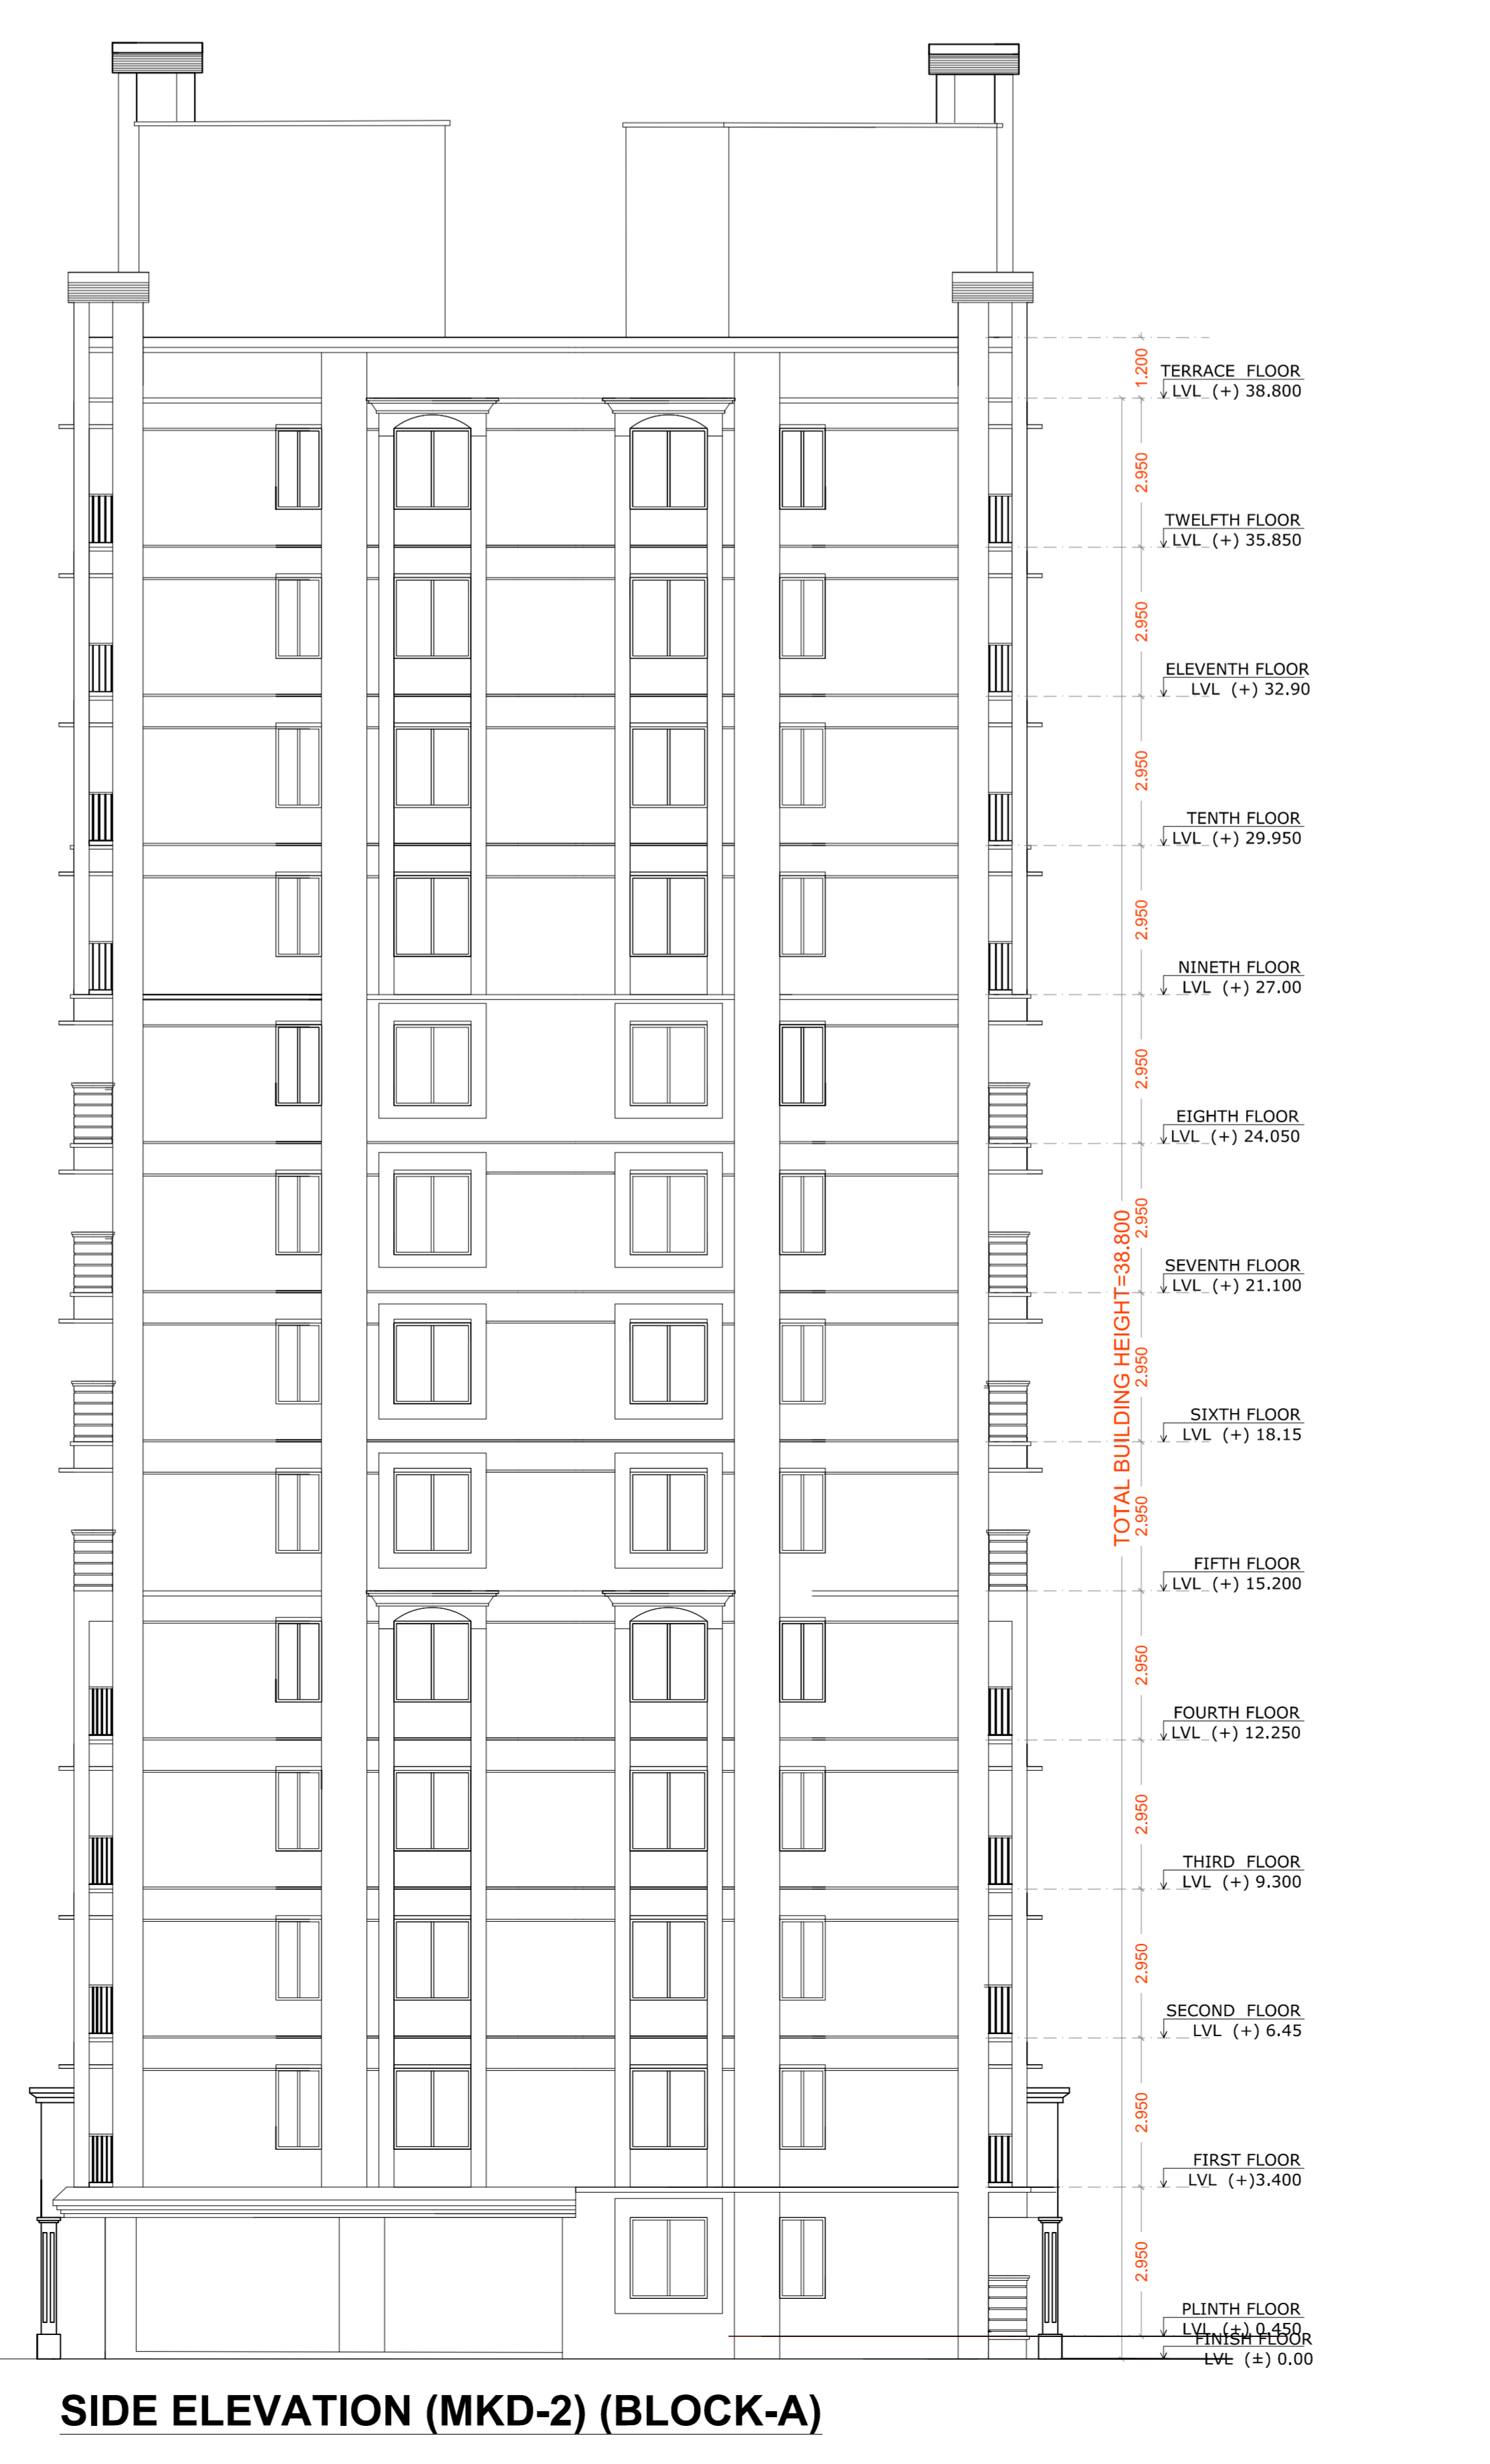 1.200
TERRACE FLOOR
LVL (+) 38.800
2.950
TWELFTH FLOOR
LVL (+) 35.850
2.950
ELEVENTH FLOOR
LVL (+) 32.90
2.950
TENTH FLOOR
LVL (+) 29.950
2.950
NINETH FLOOR
LVL (+) 27.00
2.950
EIGHTH FLOOR
LVL (+) 24.050
2.950
SEVENTH FLOOR
LVL (+) 21.100
TOTAL BUILDING HEIGHT=38.800
2.950
SIXTH FLOOR
LVL (+) 18.15
2.950
FIFTH FLOOR
LVL (+) 15.200
2.950
FOURTH FLOOR
LVL (+) 12.250
2.950
THIRD FLOOR
LVL (+) 9.300
2.950
SECOND FLOOR
LVL (+) 6.45
2.950
FIRST FLOOR
LVL (+)3.400
2.950
PLINTH FLOOR
LVL (+) 0.450
FINISH FLOOR
LVL (±) 0.00
SIDE ELEVATION (MKD-2) (BLOCK-A)